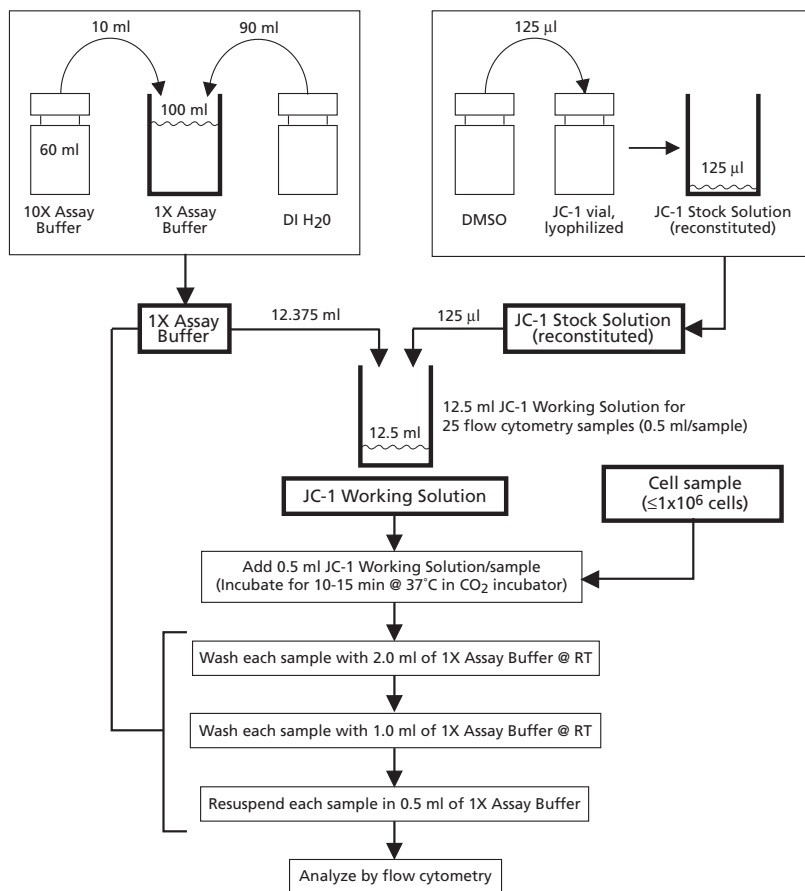 10 ml
90 ml
100 ml
60 ml
10X Assay
Buffer
1X Assay
Buffer
DI H20
125 µl
125 µl
DMSO
JC-1 vial,
lyophilized
JC-1 Stock Solution
(reconstituted)
1X Assay
Buffer
12.375 ml
125 µl
JC-1 Stock Solution
(reconstituted)
12.5 ml
12.5 ml JC-1 Working Solution for
25 flow cytometry samples (0.5 ml/sample)
JC-1 Working Solution
Cell sample
(≤1x10⁶ cells)
Add 0.5 ml JC-1 Working Solution/sample
(Incubate for 10-15 min @ 37˚C in CO₂ incubator)
Wash each sample with 2.0 ml of 1X Assay Buffer @ RT
Wash each sample with 1.0 ml of 1X Assay Buffer @ RT
Resuspend each sample in 0.5 ml of 1X Assay Buffer
Analyze by flow cytometry